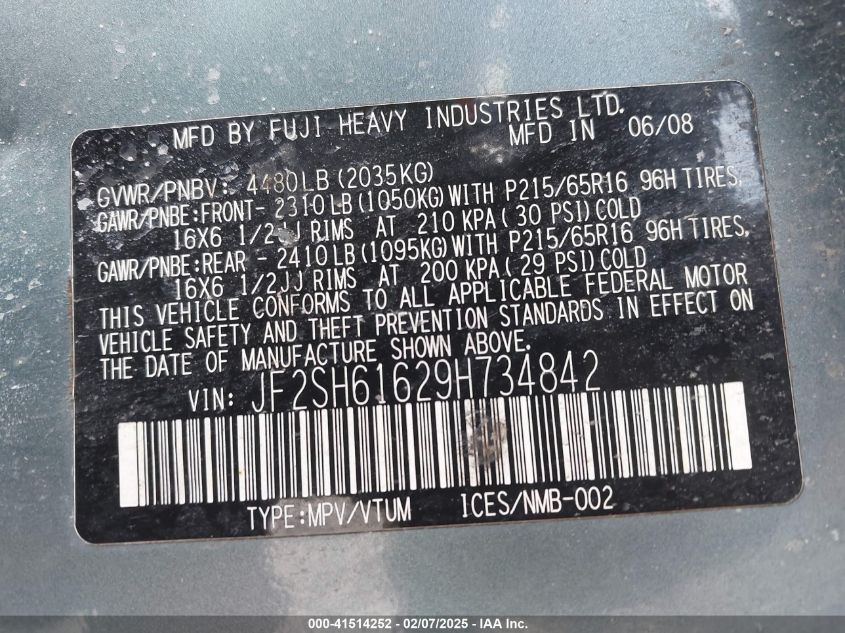 MFD BY FUJI HEAVY INDUSTRIES LTD.
MFD IN 06/08
GVWR/PNBV: 4480LB(2035KG)
GAWR/PNBE:FRONT- 2310LB(1050KG)WITH P215/65R16 96H TIRES,
16X6 1/2JJ RIMS AT 210 KPA(30 PSI)COLD
GAWR/PNBE:REAR - 2410LB(1095KG)WITH P215/65R16 96H TIRES,
16X6 1/2JJ RIMS AT 200 KPA(29 PSI)COLD
THIS VEHICLE CONFORMS TO ALL APPLICABLE FEDERAL MOTOR
VEHICLE SAFETY AND THEFT PREVENTION STANDARDS IN EFFECT ON
THE DATE OF MANUFACTURE SHOWN ABOVE.
VIN: JF2SH61629H734842
TYPE:MPV/VTUM ICES/NMB-002
000-41514252 - 02/07/2025 - IAA Inc.